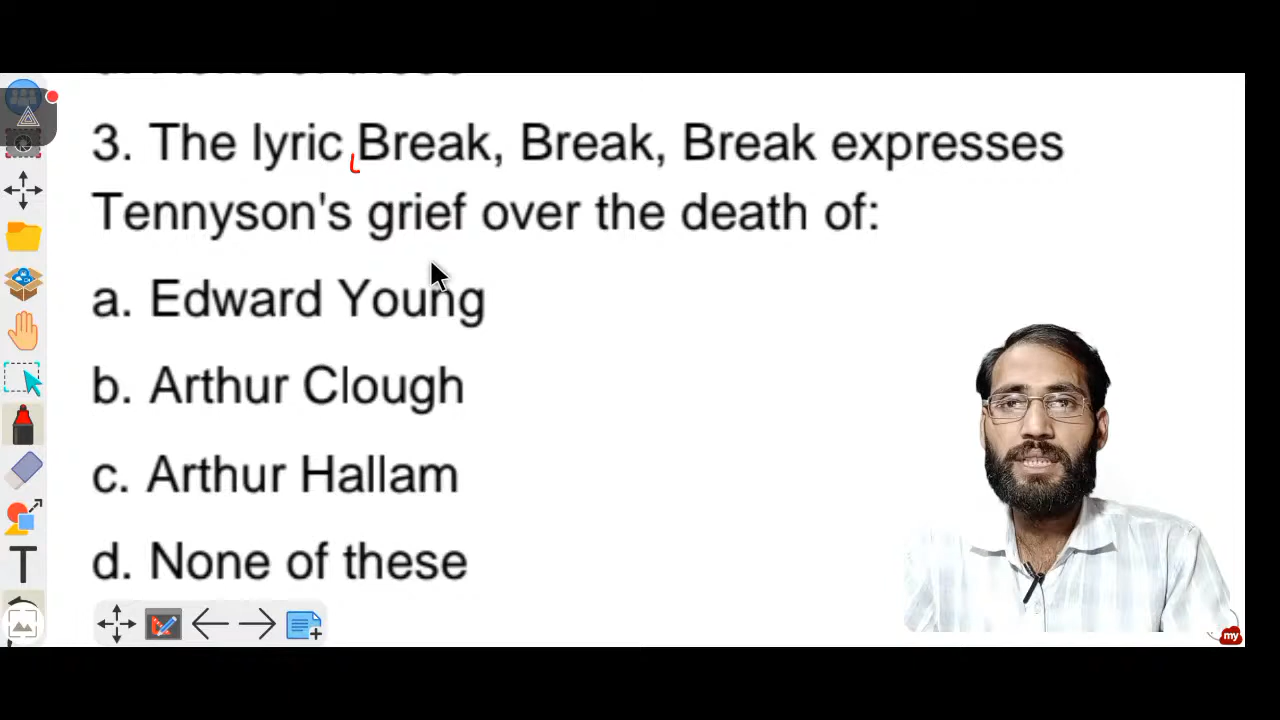 3. The lyric Break, Break, Break expresses
Tennyson's grief over the death of:
a. Edward Young
b. Arthur Clough
c. Arthur Hallam
d. None of these
T
my